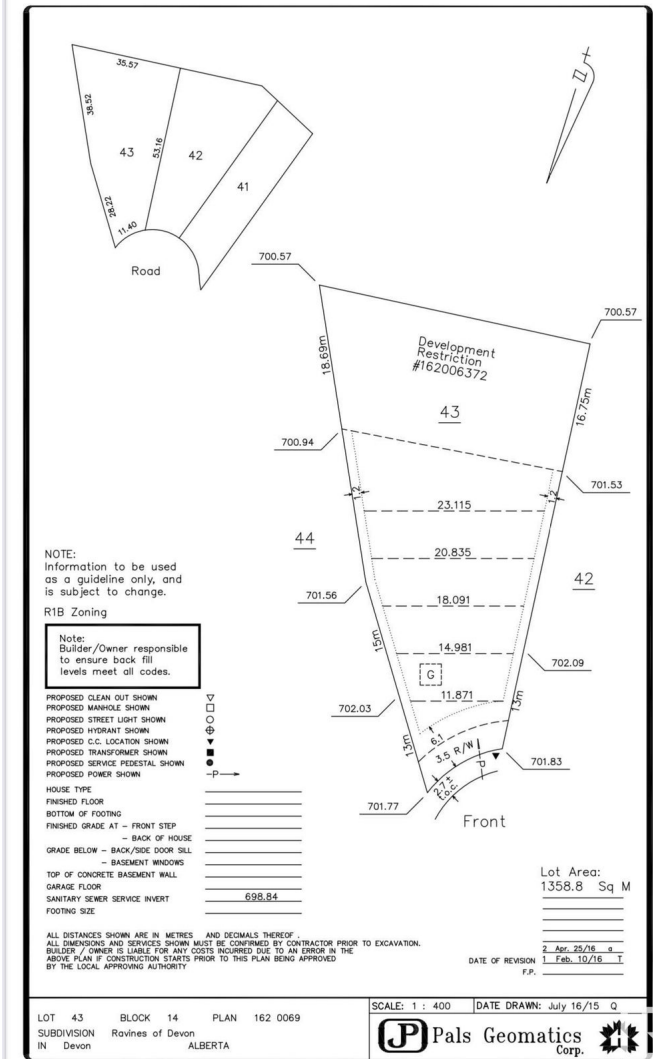 35.57
38.52
43
53.16
42
41
28.22
11.40
Road
700.57
700.57
Development
Restriction
#162006372
18.69m
43
16.75m
700.94
701.53
1.2
1.2
23.115
44
20.835
42
701.56
18.091
15m
14.981
702.09
G
11.871
702.03
13m
13m
6.1
3.5 R/W
P
2.7 ±
t.o.c.
701.83
701.77
Front
NOTE:
Information to be used
as a guideline only, and
is subject to change.
R1B Zoning
Note:
Builder/Owner responsible
to ensure back fill
levels meet all codes.
PROPOSED CLEAN OUT SHOWN
PROPOSED MANHOLE SHOWN
PROPOSED STREET LIGHT SHOWN
PROPOSED HYDRANT SHOWN
PROPOSED C.C. LOCATION SHOWN
PROPOSED TRANSFORMER SHOWN
PROPOSED SERVICE PEDESTAL SHOWN
PROPOSED POWER SHOWN -P-
HOUSE TYPE
FINISHED FLOOR
BOTTOM OF FOOTING
FINISHED GRADE AT - FRONT STEP
- BACK OF HOUSE
GRADE BELOW - BACK/SIDE DOOR SILL
- BASEMENT WINDOWS
TOP OF CONCRETE BASEMENT WALL
GARAGE FLOOR
SANITARY SEWER SERVICE INVERT 698.84
FOOTING SIZE
Lot Area:
1358.8 Sq M
2 Apr. 25/16 a
DATE OF REVISION 1 Feb. 10/16 T
F.P.
ALL DISTANCES SHOWN ARE IN METRES AND DECIMALS THEREOF .
ALL DIMENSIONS AND SERVICES SHOWN MUST BE CONFIRMED BY CONTRACTOR PRIOR TO EXCAVATION.
BUILDER / OWNER IS LIABLE FOR ANY COSTS INCURRED DUE TO AN ERROR IN THE
ABOVE PLAN IF CONSTRUCTION STARTS PRIOR TO THIS PLAN BEING APPROVED
BY THE LOCAL APPROVING AUTHORITY
LOT 43 BLOCK 14 PLAN 162 0069
SUBDIVISION Ravines of Devon
IN Devon ALBERTA
SCALE: 1 : 400 DATE DRAWN: July 16/15 Q
JP Pals Geomatics
Corp.